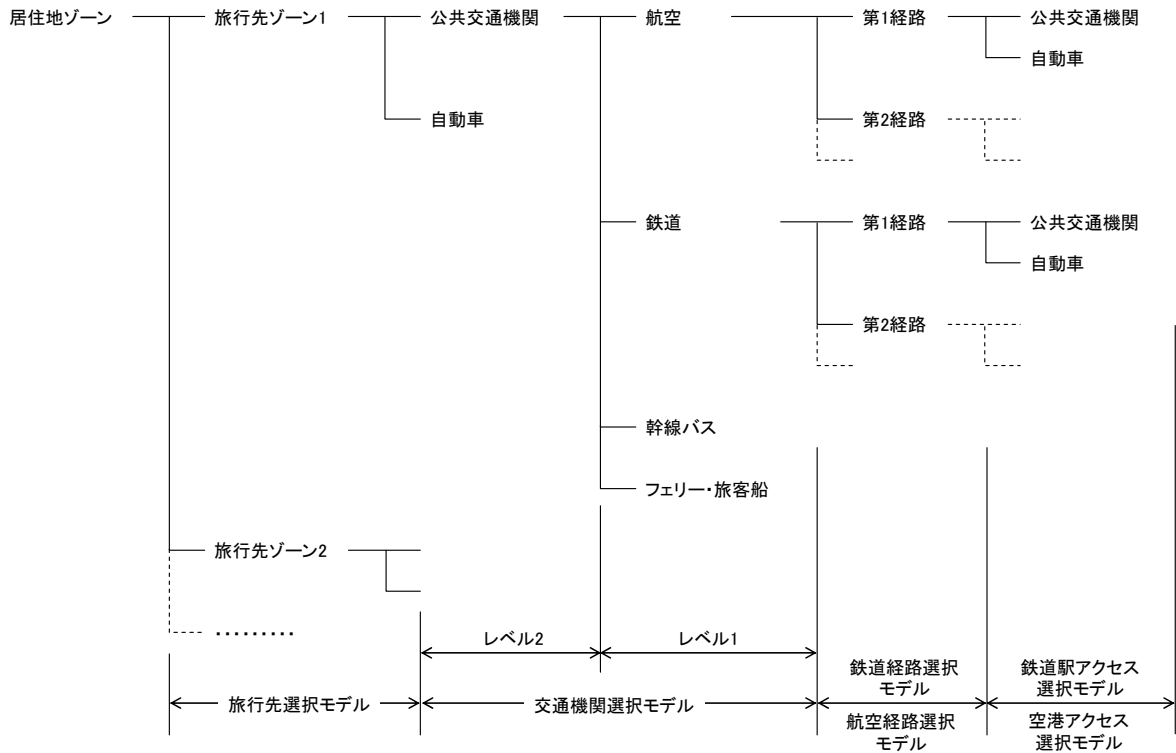 居住地ゾーン 旅行先ゾーン1 公共交通機関 航空 第1経路 公共交通機関
自動車
自動車 第2経路
鉄道 第1経路 公共交通機関
自動車
第2経路
幹線バス
フェリー・旅客船
旅行先ゾーン2
・・・・・・・・・
レベル2 レベル1
鉄道経路選択
モデル
鉄道駅アクセス
選択モデル
旅行先選択モデル 交通機関選択モデル
航空経路選択
モデル
空港アクセス
選択モデル